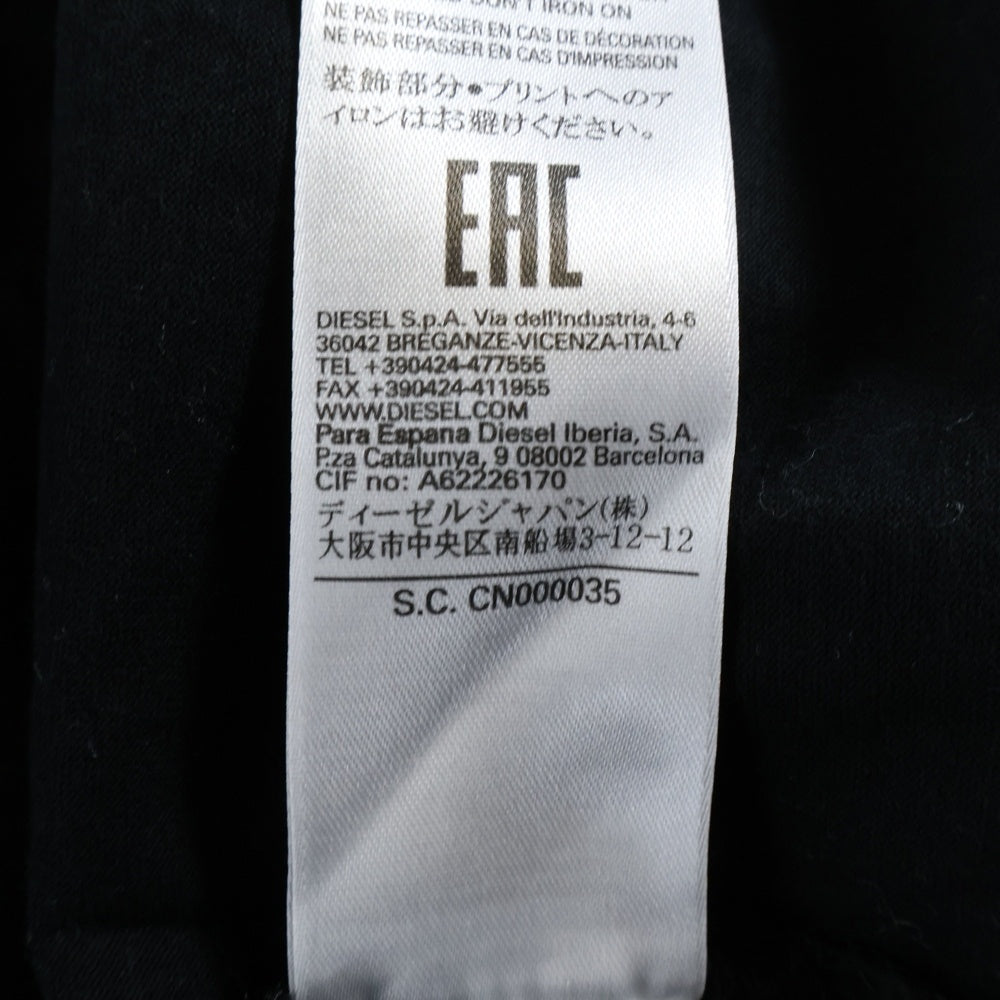 DON'T IRON ON
NE PAS REPASSER EN CAS DE DÉCORATION
NE PAS REPASSER EN CAS D'IMPRESSION
装飾部分•プリントへのア
イロンはお避けください。
EAC
DIESEL S.p.A. Via dell'Industria, 4-6
36042 BREGANZE-VICENZA-ITALY
TEL +390424-477555
FAX +390424-411955
WWW.DIESEL.COM
Para Espana Diesel Iberia, S.A.
P.za Catalunya, 9 08002 Barcelona
CIF no: A62226170
ディーゼルジャパン(株)
大阪市中央区南船場3-12-12
S.C. CN000035